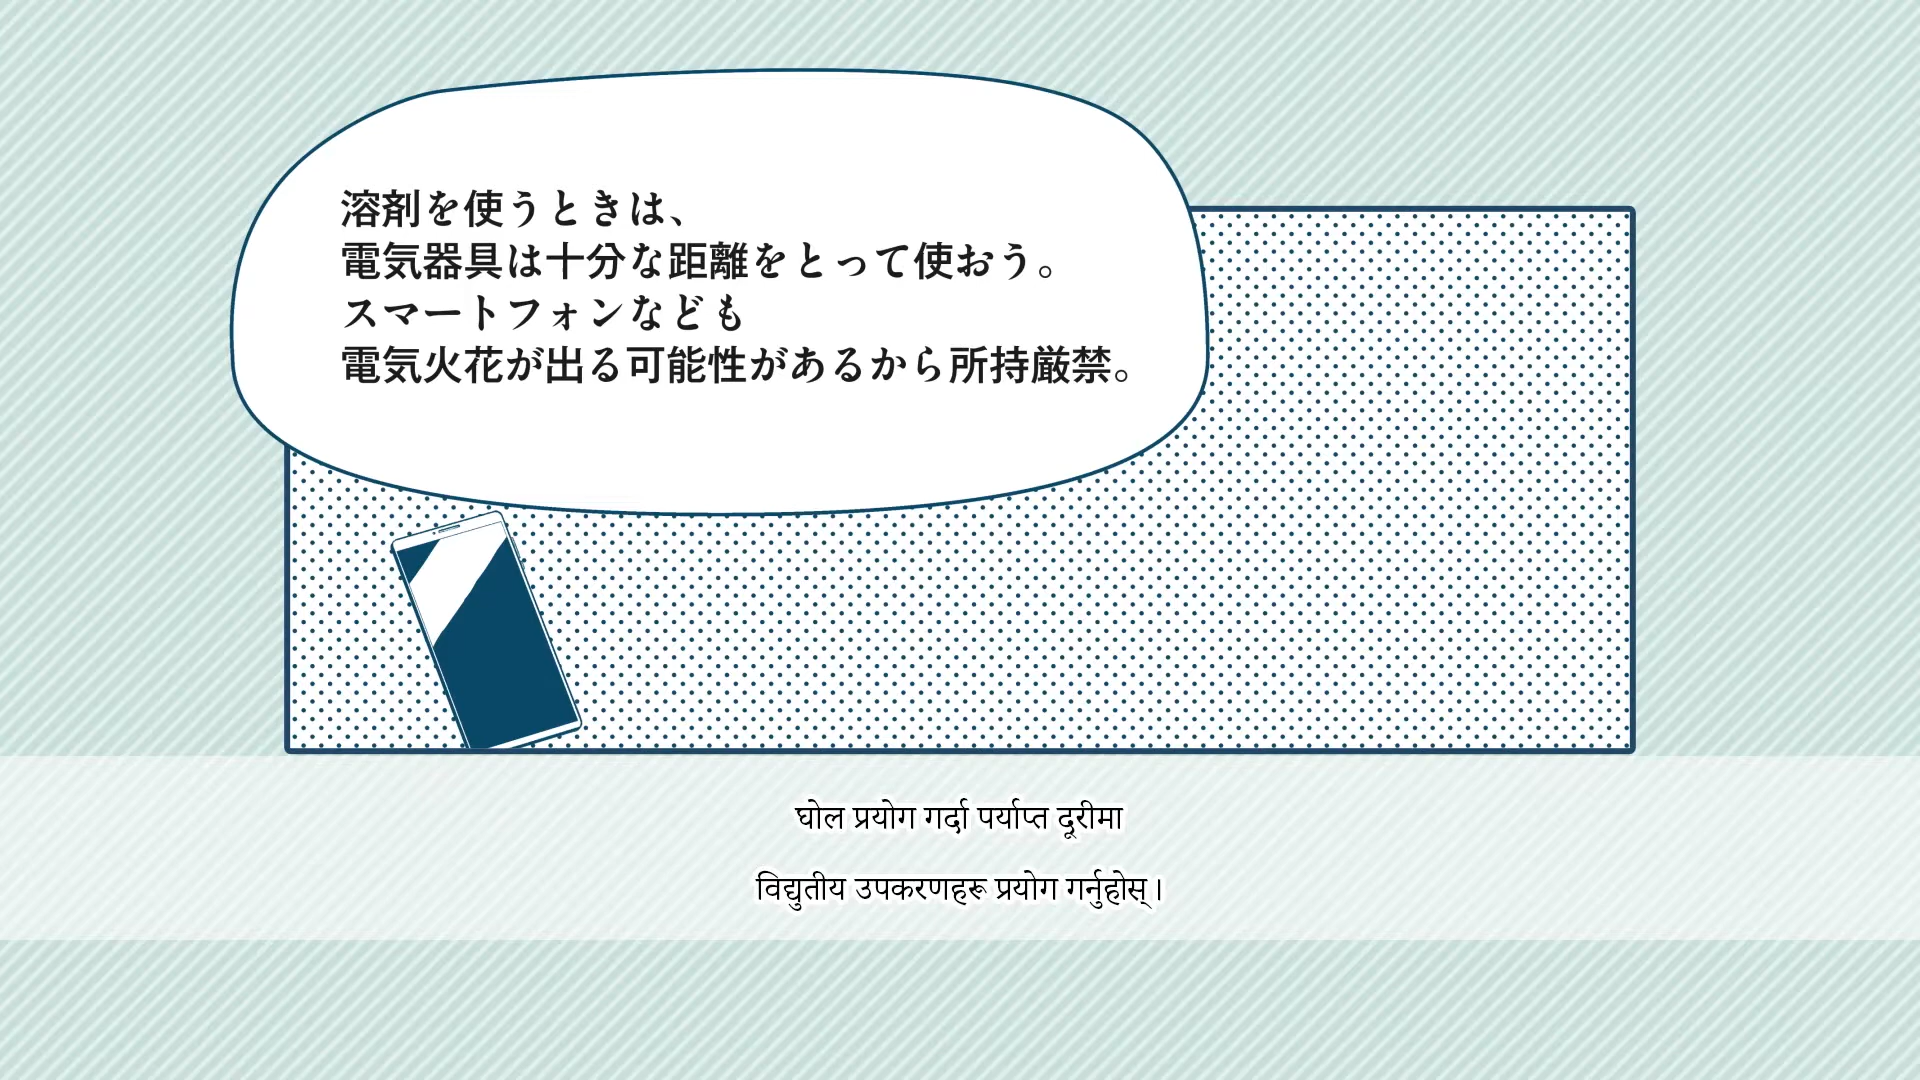 溶剤を使うときは、
電気器具は十分な距離をとって使おう。
スマートフォンなども
電気火花が出る可能性があるから所持厳禁。
घोल प्रयोग गर्दा पर्याप्त दूरीमा
विद्युतीय उपकरणहरू प्रयोग गर्नुहोस्।